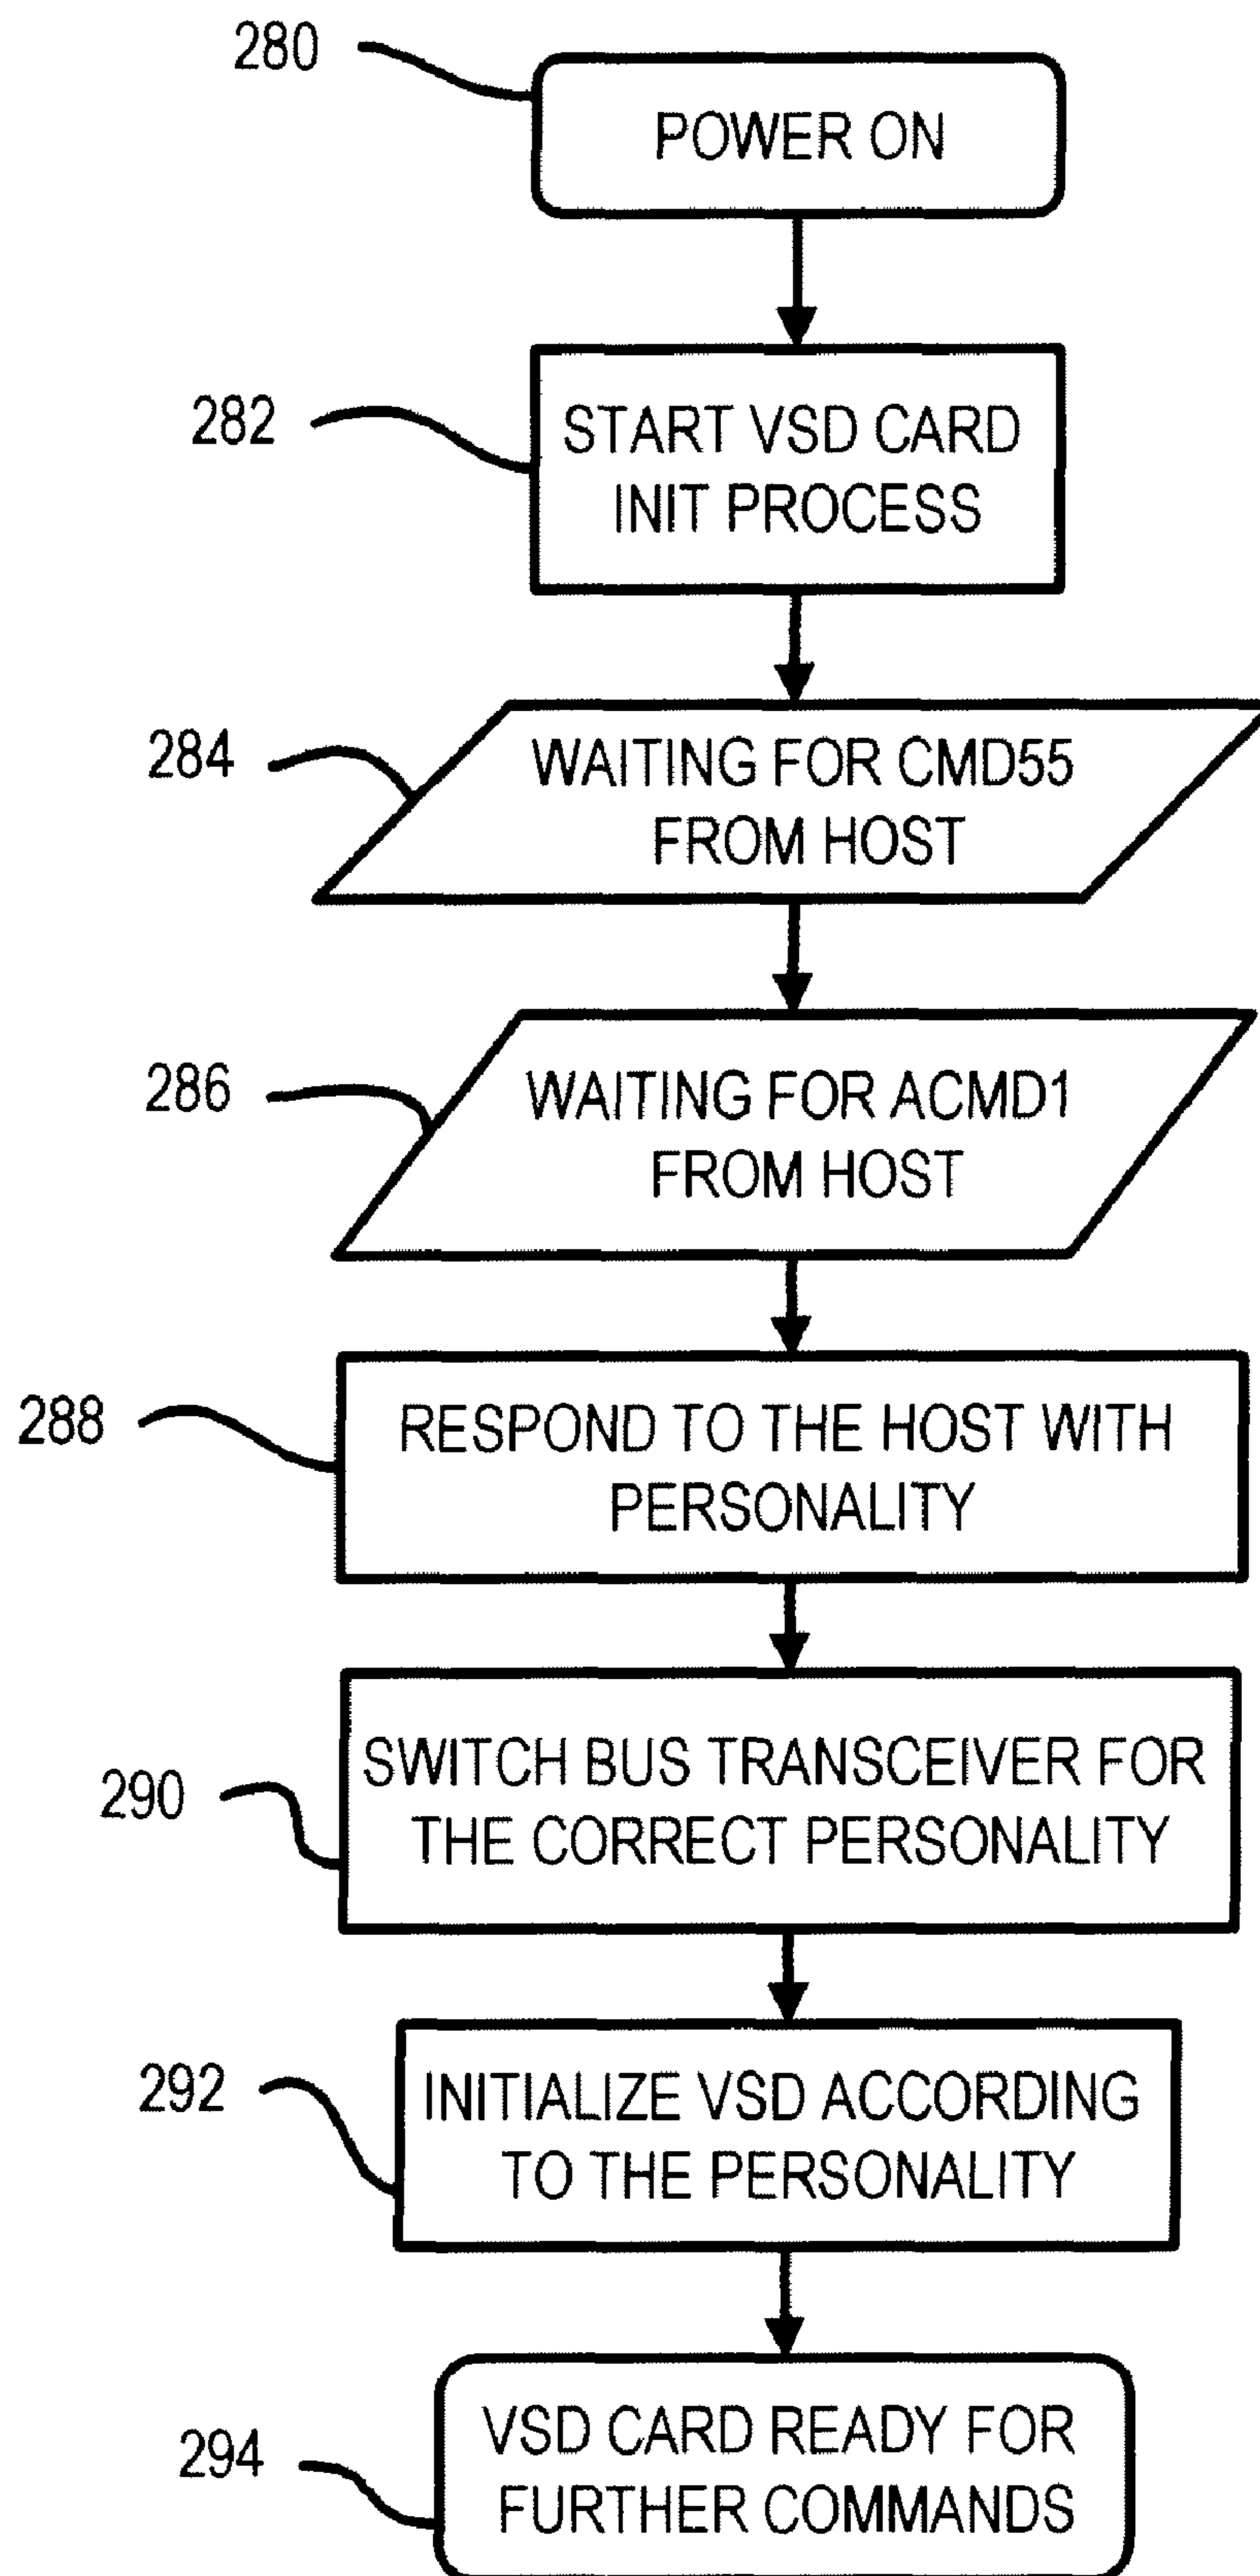 280
POWER ON
282
START VSD CARD
INIT PROCESS
284
WAITING FOR CMD55
FROM HOST
286
WAITING FOR ACMD1
FROM HOST
288
RESPOND TO THE HOST WITH
PERSONALITY
290
SWITCH BUS TRANSCEIVER FOR
THE CORRECT PERSONALITY
292
INITIALIZE VSD ACCORDING
TO THE PERSONALITY
294
VSD CARD READY FOR
FURTHER COMMANDS